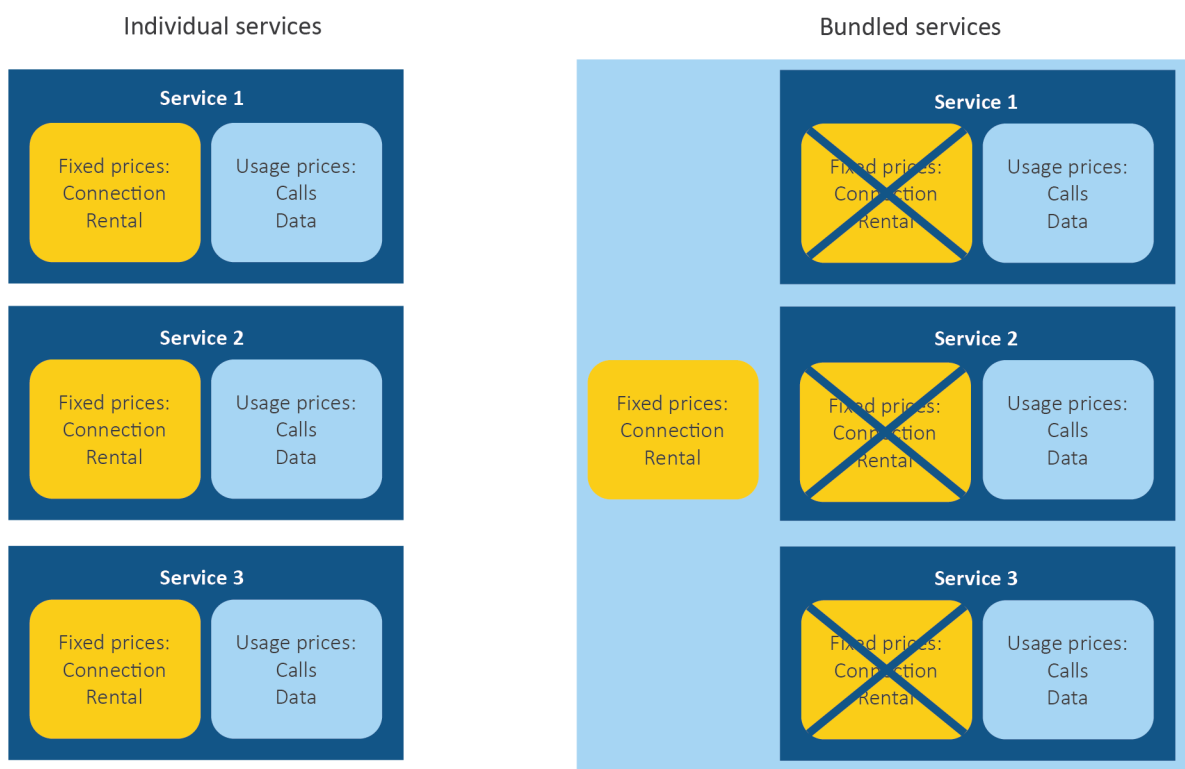 Individual services
Service 1
Fixed prices:
Connection
Rental
Usage prices:
Calls
Data
Service 2
Fixed prices:
Connection
Rental
Usage prices:
Calls
Data
Service 3
Fixed prices:
Connection
Rental
Usage prices:
Calls
Data
Bundled services
Fixed prices:
Connection
Rental
Service 1
Fixed prices:
Connection
Rental
Usage prices:
Calls
Data
Service 2
Fixed prices:
Connection
Rental
Usage prices:
Calls
Data
Service 3
Fixed prices:
Connection
Rental
Usage prices:
Calls
Data